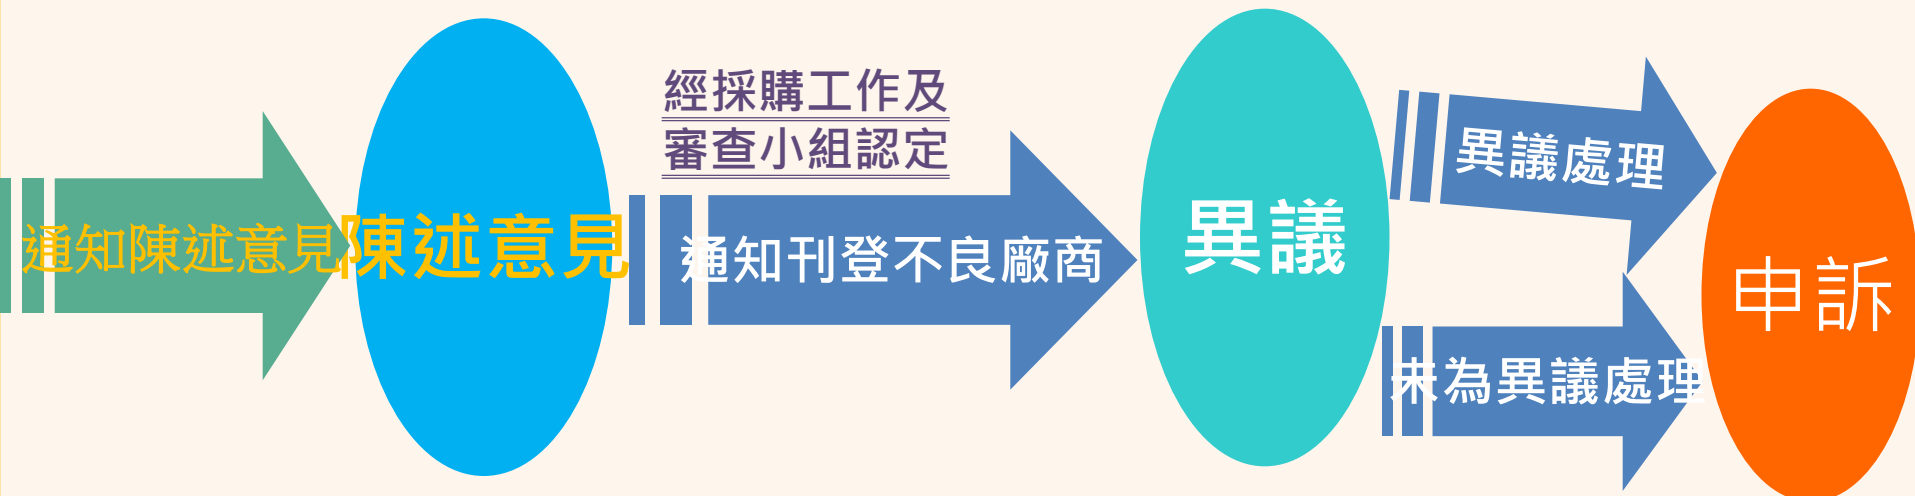 通知陳述意見
陳述意見
經採購工作及
審查小組認定
通知刊登不良廠商
異議
異議處理
未為異議處理
申訴